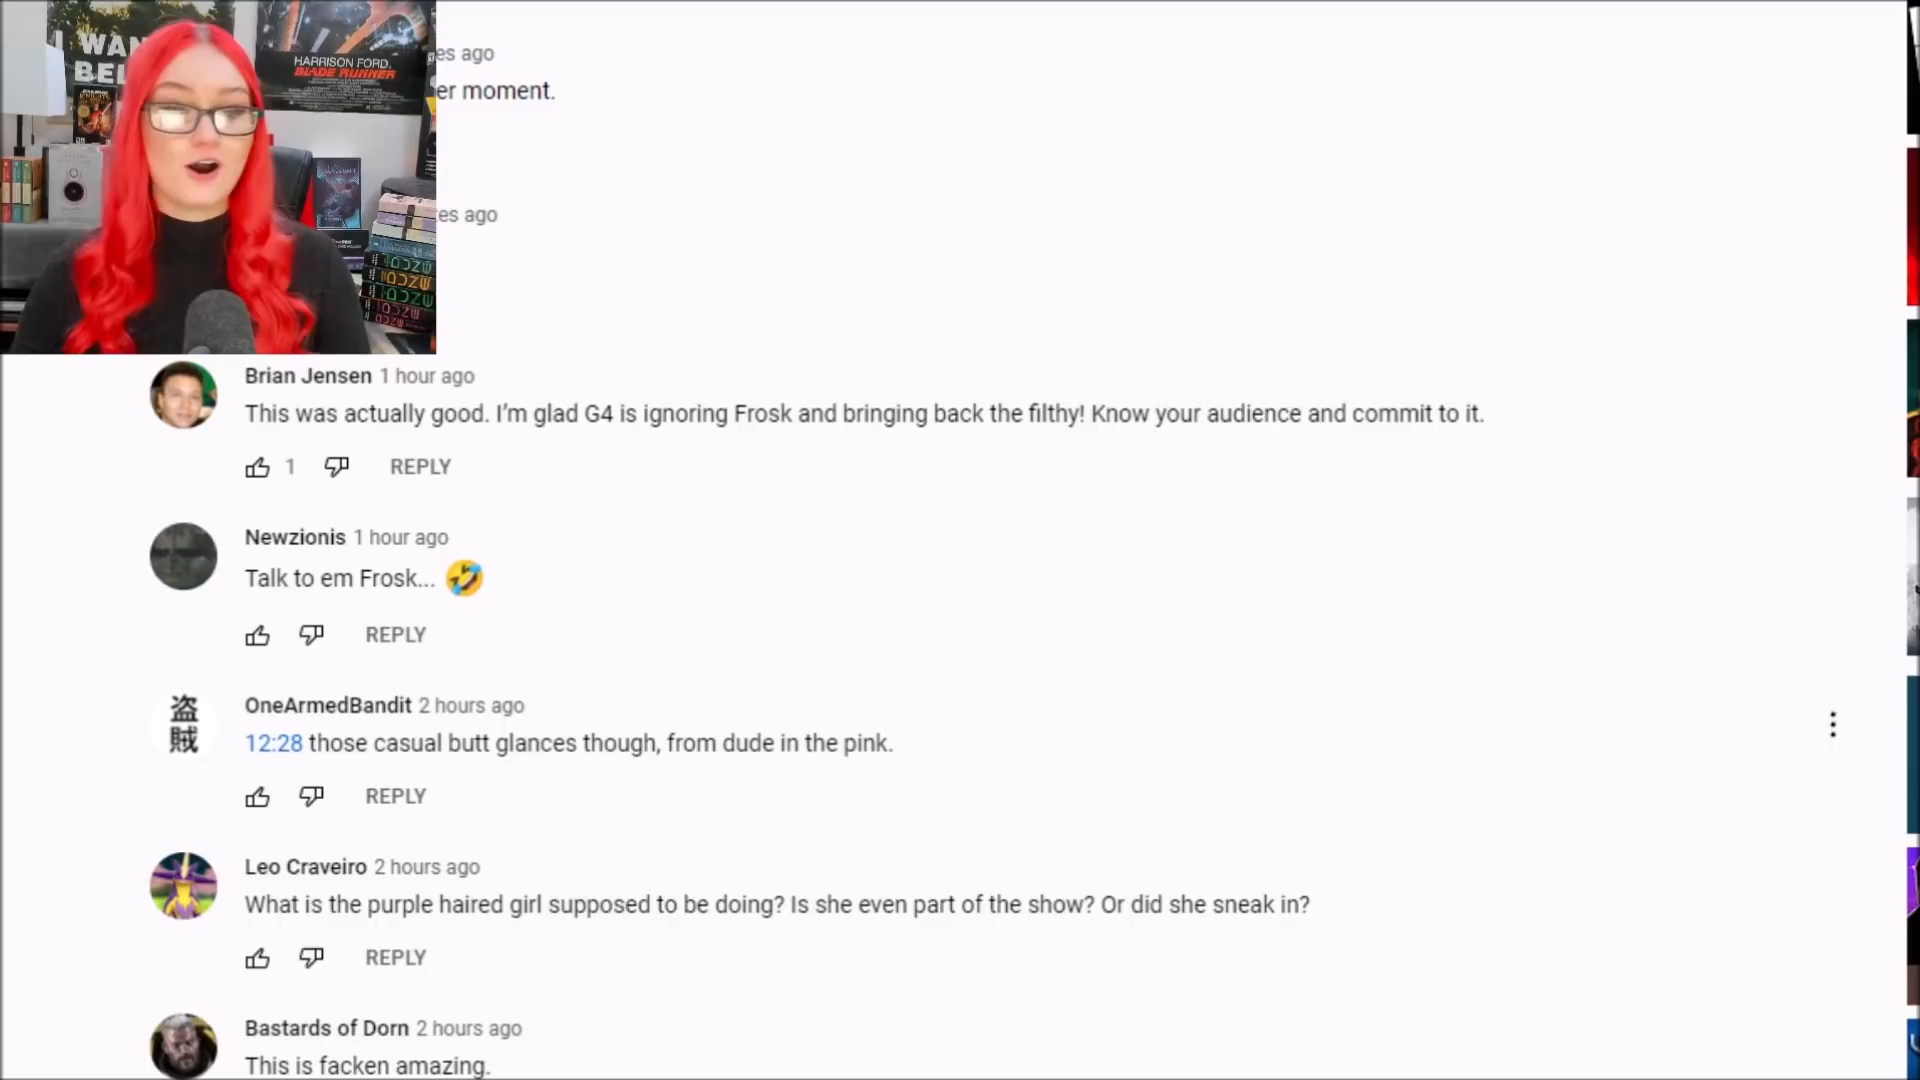 I WAN
BEL
HARRISON FORD.
BLADE RUNNER
es ago
er moment.
es ago
Brian Jensen 1 hour ago
This was actually good. I’m glad G4 is ignoring Frosk and bringing back the filthy! Know your audience and commit to it.
1 REPLY
Newzionis 1 hour ago
Talk to em Frosk... 🤣
REPLY
盗
賊
OneArmedBandit 2 hours ago
12:28 those casual butt glances though, from dude in the pink.
REPLY
Leo Craveiro 2 hours ago
What is the purple haired girl supposed to be doing? Is she even part of the show? Or did she sneak in?
REPLY
Bastards of Dorn 2 hours ago
This is facken amazing.